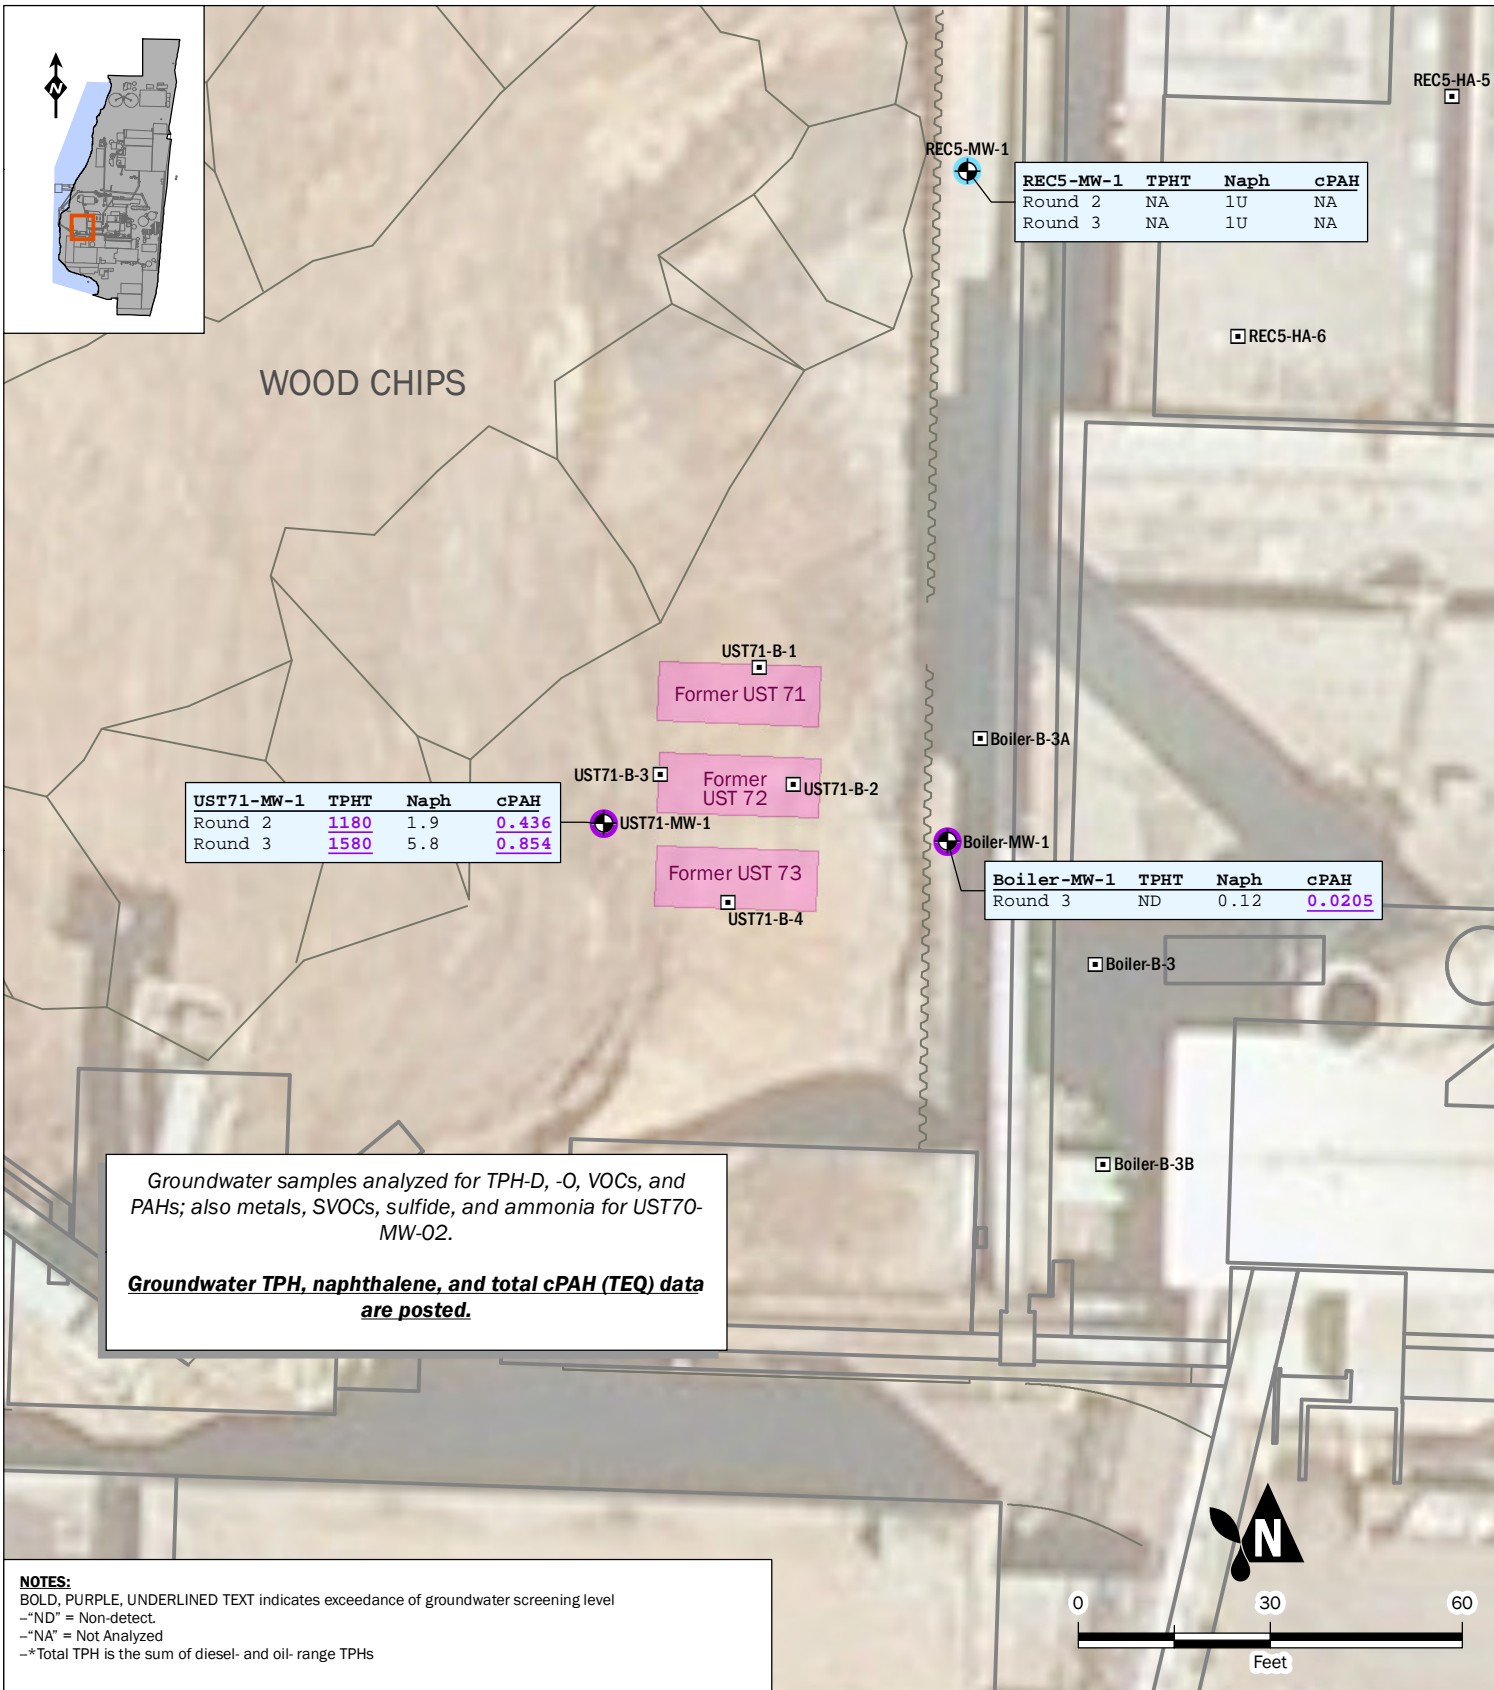 N
REC5-HA-5
REC5-MW-1
REC5-MW-1 TPHT Naph cPAH
Round 2 NA 1U NA
Round 3 NA 1U NA
REC5-HA-6
WOOD CHIPS
UST71-B-1
Former UST 71
Boiler-B-3A
UST71-B-3
Former
UST 72
UST71-B-2
UST71-MW-1 TPHT Naph cPAH
Round 2 1180 1.9 0.436
Round 3 1580 5.8 0.854
UST71-MW-1
Boiler-MW-1
Former UST 73
Boiler-MW-1 TPHT Naph cPAH
Round 3 ND 0.12 0.0205
UST71-B-4
Boiler-B-3
Boiler-B-3B
Groundwater samples analyzed for TPH-D, -O, VOCs, and
PAHs; also metals, SVOCs, sulfide, and ammonia for UST70-
MW-02.
Groundwater TPH, naphthalene, and total cPAH (TEQ) data
are posted.
N
NOTES:
BOLD, PURPLE, UNDERLINED TEXT indicates exceedance of groundwater screening level
–“ND” = Non-detect.
–“NA” = Not Analyzed
–*Total TPH is the sum of diesel- and oil- range TPHs
0 30 60
Feet